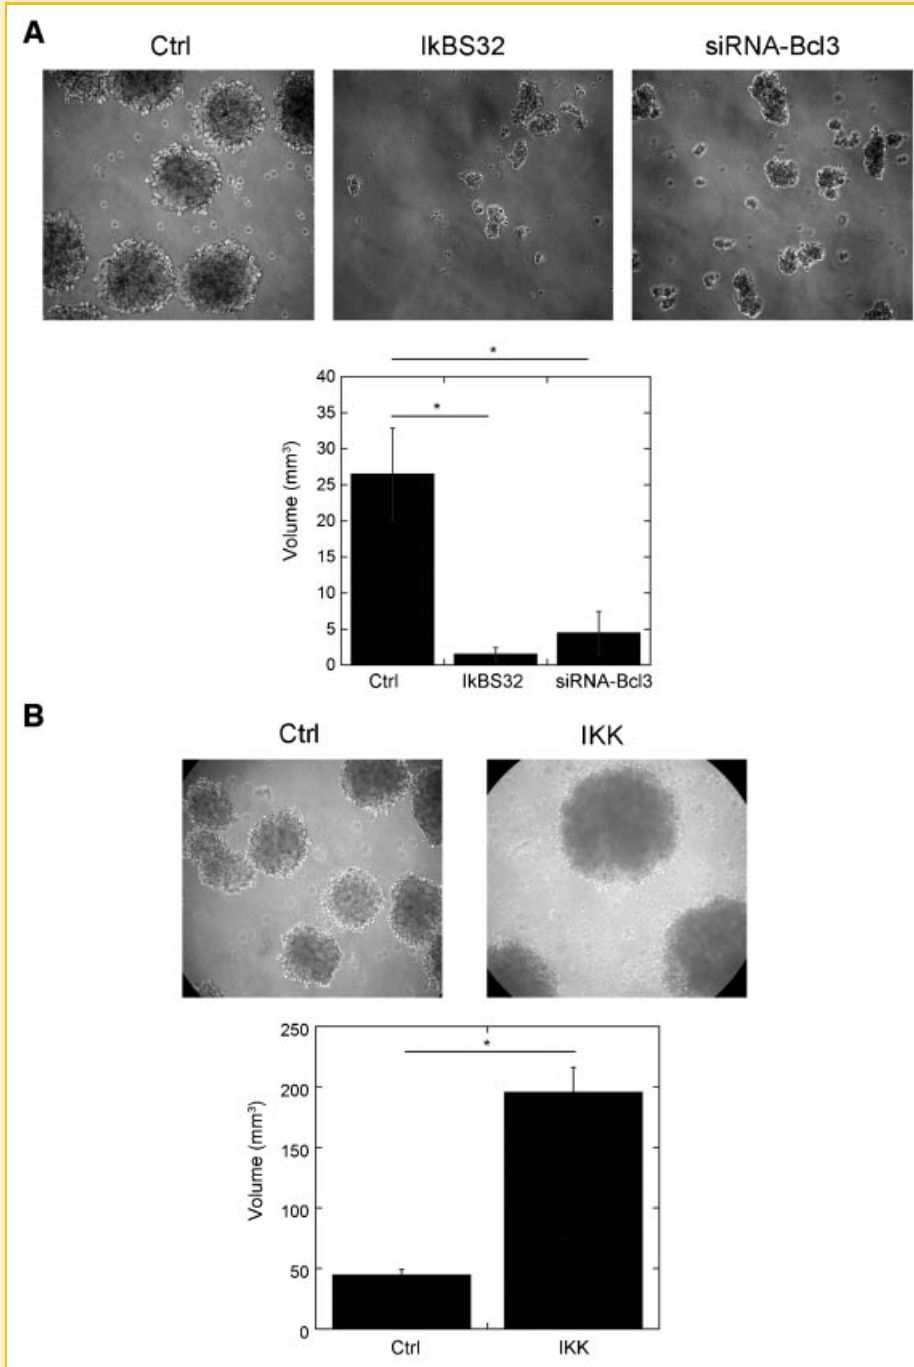 A
Ctrl
IkBS32
siRNA-Bcl3
*
*
40
35
30
25
20
15
10
5
0
Volume (mm³)
Ctrl
IkBS32
siRNA-Bcl3
B
Ctrl
IKK
*
250
200
150
100
50
0
Volume (mm³)
Ctrl
IKK